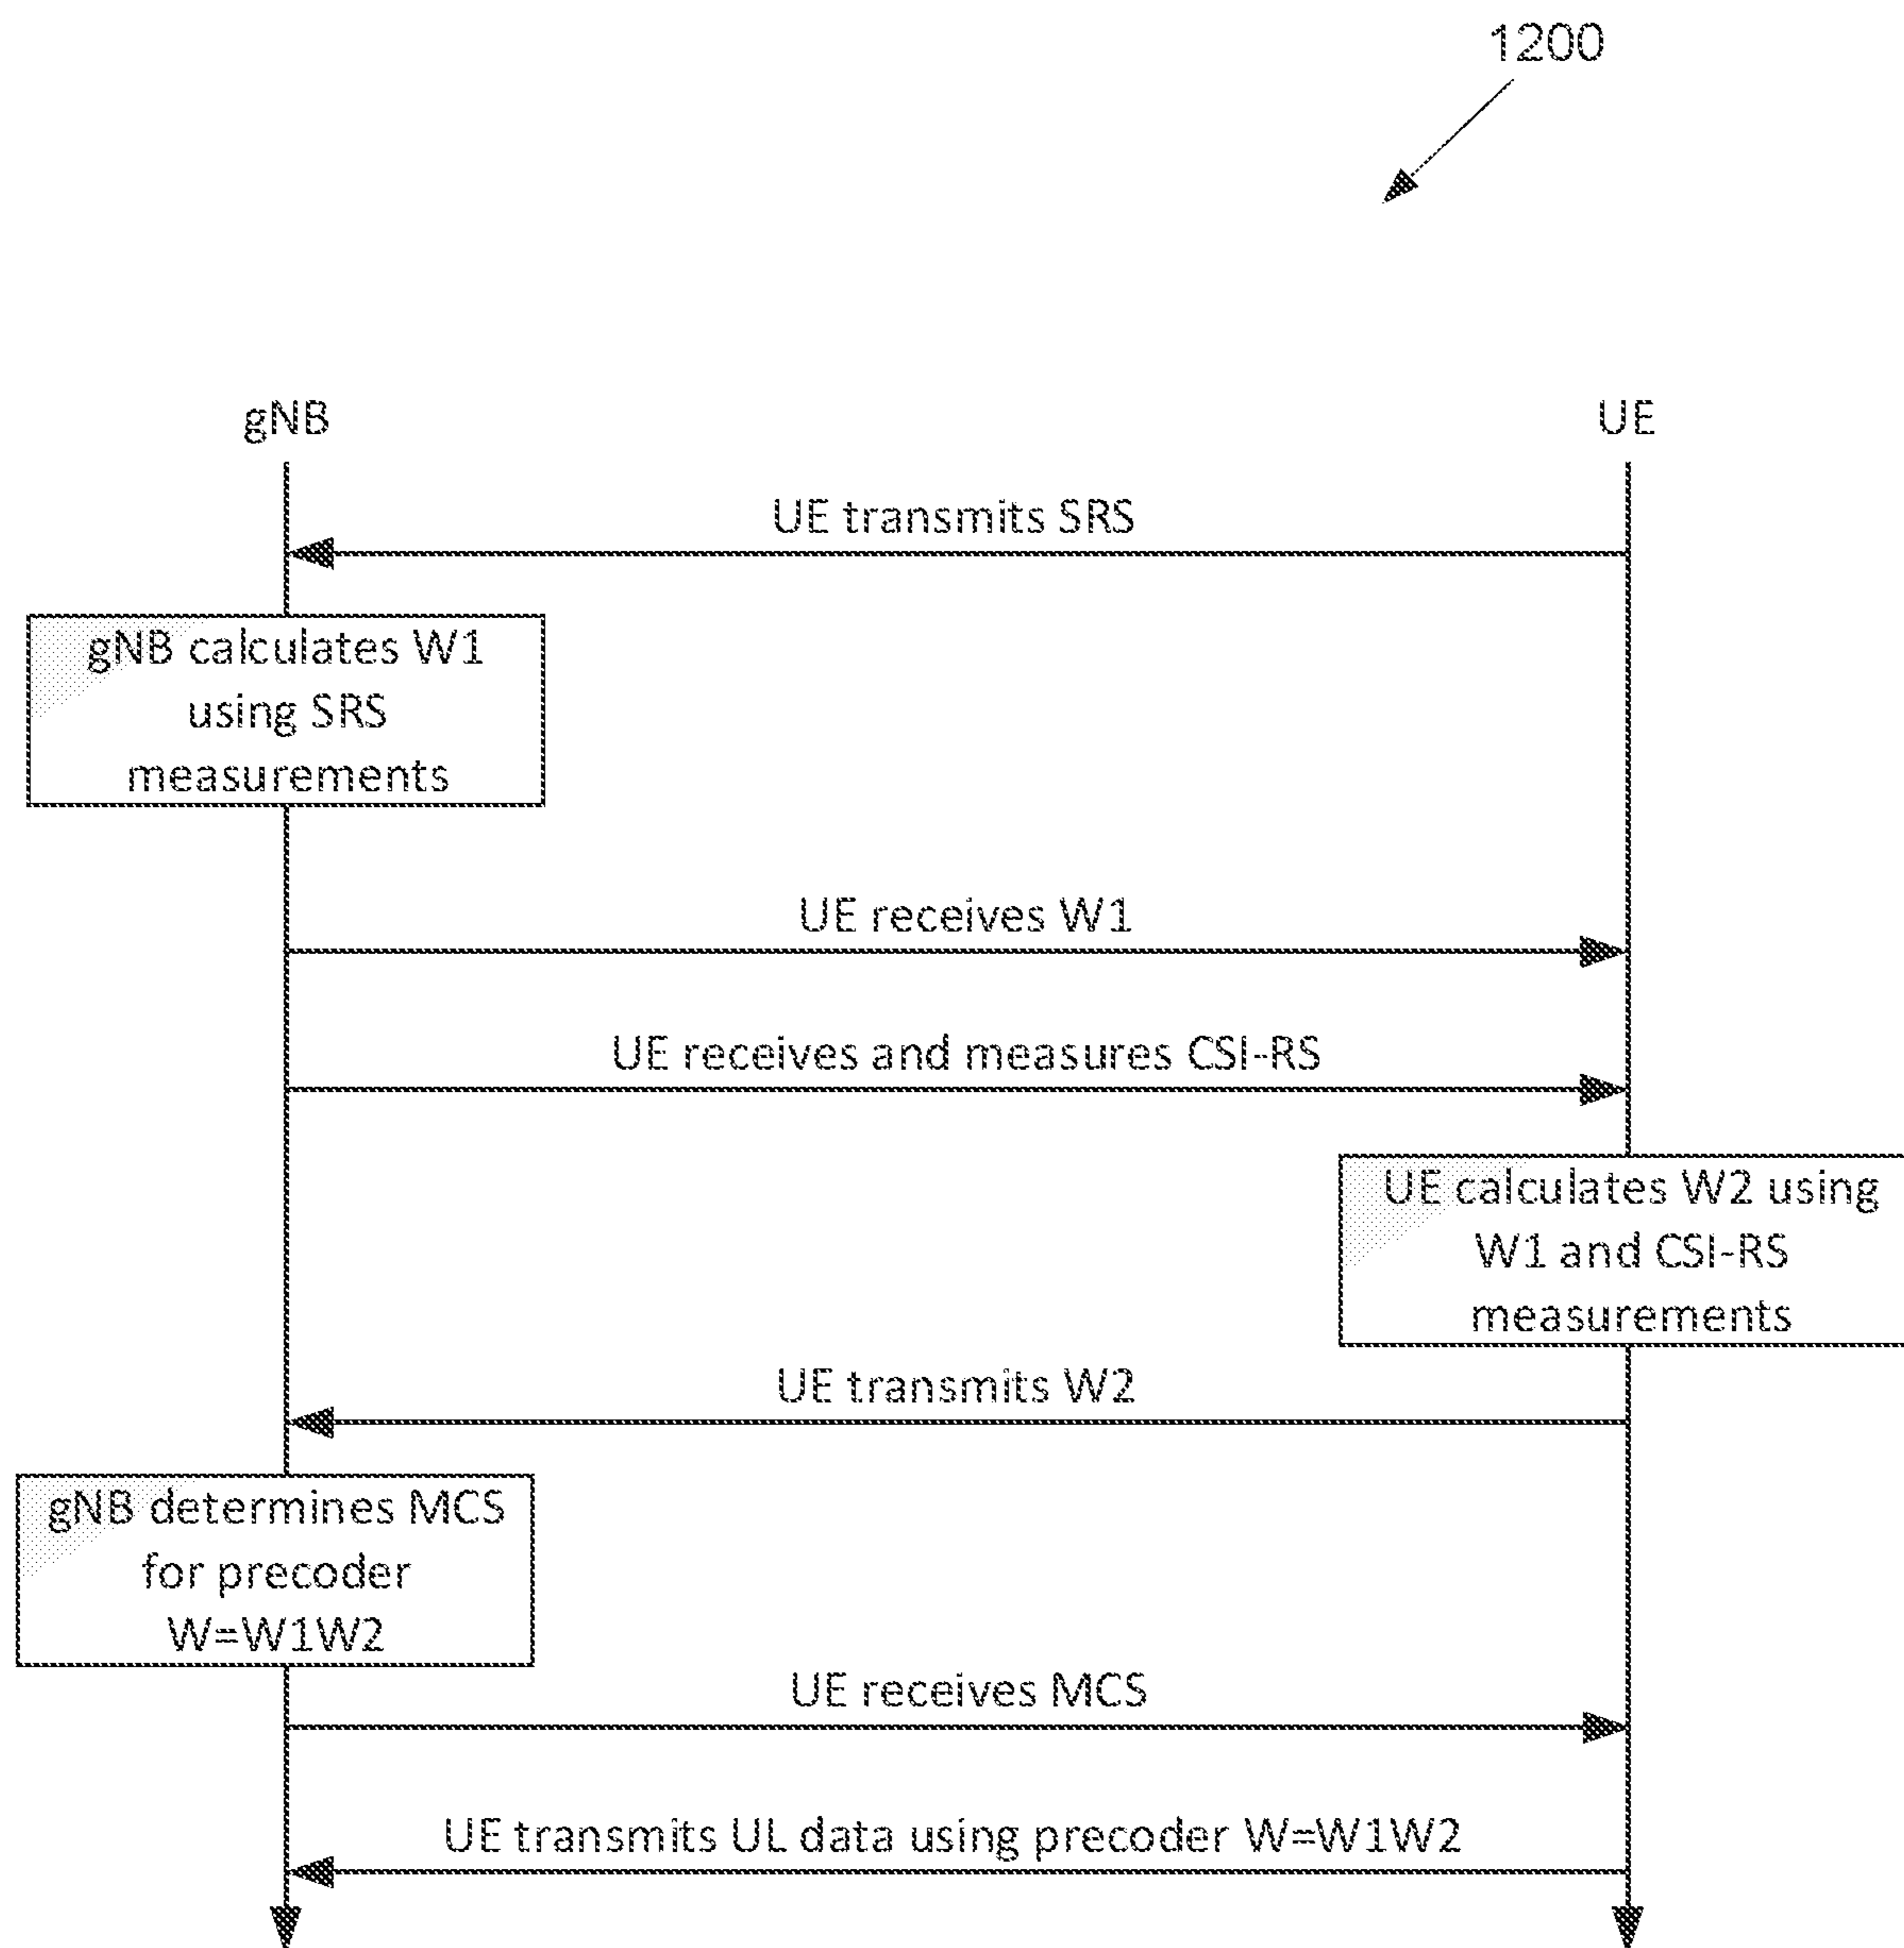 1200
gNB
UE
UE transmits SRS
gNB calculates W1
using SRS
measurements
UE receives W1
UE receives and measures CSI-RS
UE calculates W2 using
W1 and CSI-RS
measurements
UE transmits W2
gNB determines MCS
for precoder
W=W1W2
UE receives MCS
UE transmits UL data using precoder W=W1W2